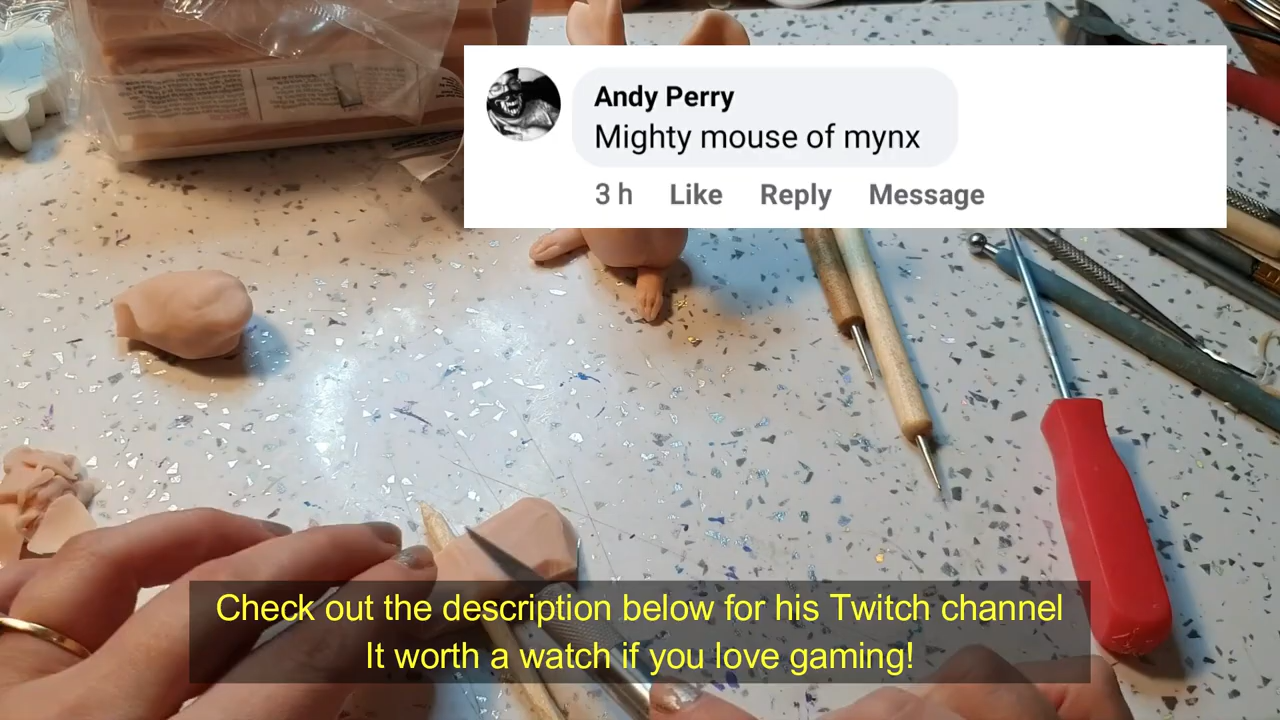 Andy Perry
Mighty mouse of mynx
3 h Like Reply Message
Check out the description below for his Twitch channel
It worth a watch if you love gaming!